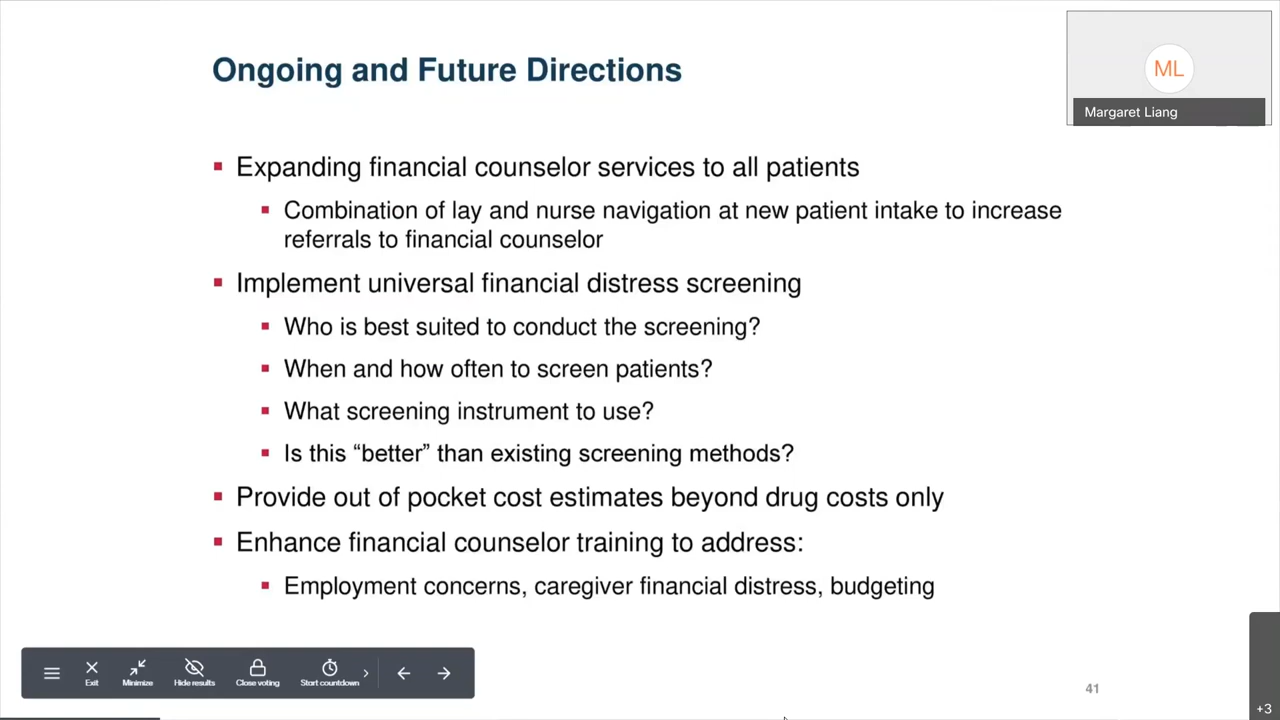 Ongoing and Future Directions
ML
Margaret Liang
Expanding financial counselor services to all patients
Combination of lay and nurse navigation at new patient intake to increase
referrals to financial counselor
Implement universal financial distress screening
Who is best suited to conduct the screening?
When and how often to screen patients?
What screening instrument to use?
Is this “better” than existing screening methods?
Provide out of pocket cost estimates beyond drug costs only
Enhance financial counselor training to address:
Employment concerns, caregiver financial distress, budgeting
Exit
Minimize
Hide results
Close voting
Start countdown
41
+3